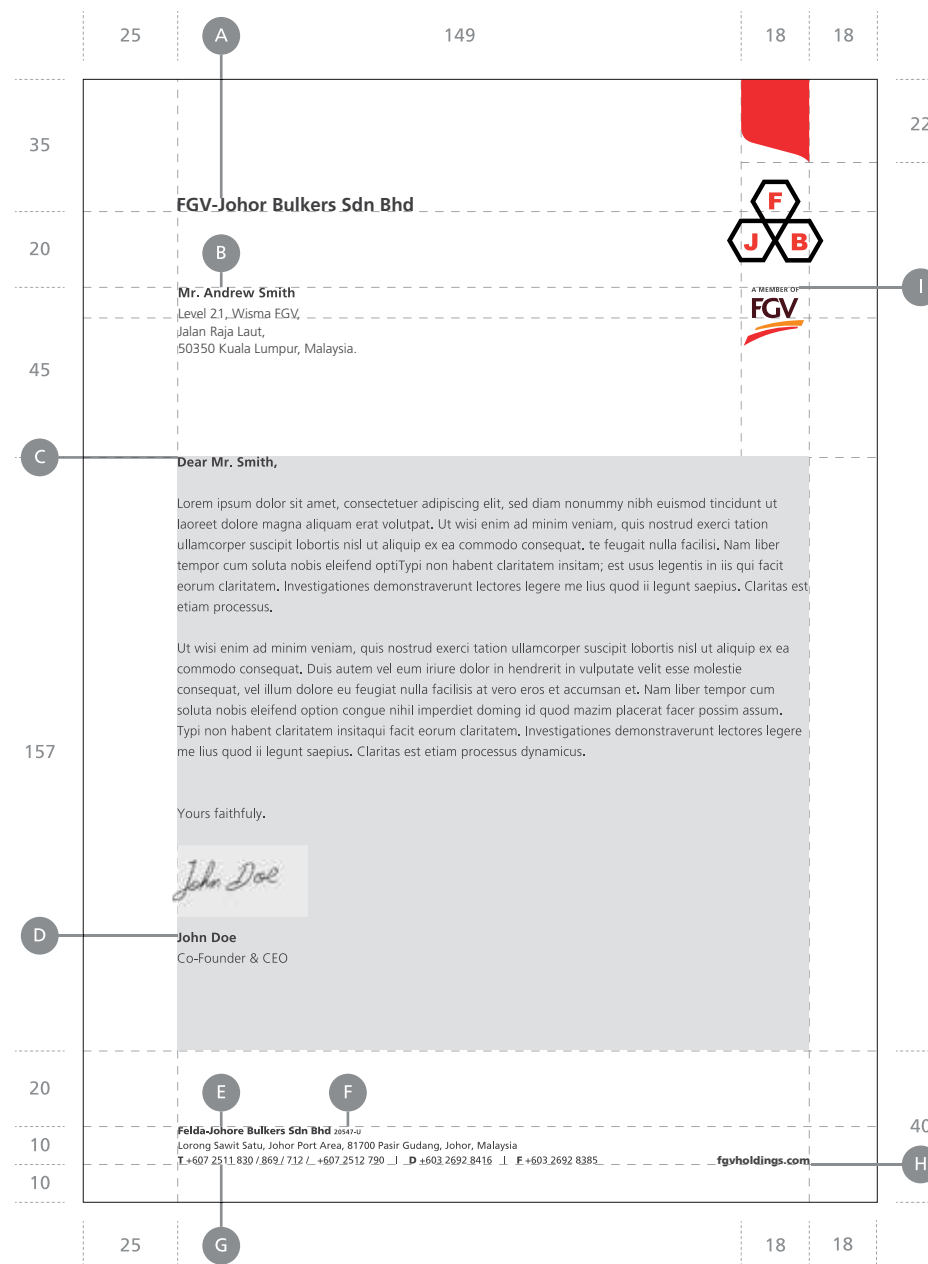 25 A 149 18 18
22
35
FGV-Johor Bulkers Sdn Bhd
F
J B
20
B
A MEMBER OF
I
FGV
Mr. Andrew Smith
Level 21, Wisma FGV,
Jalan Raja Laut,
50350 Kuala Lumpur, Malaysia.
45
C
Dear Mr. Smith,
Lorem ipsum dolor sit amet, consectetuer adipiscing elit, sed diam nonummy nibh euismod tincidunt ut
laoreet dolore magna aliquam erat volutpat. Ut wisi enim ad minim veniam, quis nostrud exerci tation
ullamcorper suscipit lobortis nisl ut aliquip ex ea commodo consequat. te feugait nulla facilisi. Nam liber
tempor cum soluta nobis eleifend optiTypi non habent claritatem insitam; est usus legentis in iis qui facit
eorum claritatem. Investigationes demonstraverunt lectores legere me lius quod ii legunt saepius. Claritas est
etiam processus.
Ut wisi enim ad minim veniam, quis nostrud exerci tation ullamcorper suscipit lobortis nisl ut aliquip ex ea
commodo consequat. Duis autem vel eum iriure dolor in hendrerit in vulputate velit esse molestie
consequat, vel illum dolore eu feugiat nulla facilisis at vero eros et accumsan et. Nam liber tempor cum
soluta nobis eleifend option congue nihil imperdiet doming id quod mazim placerat facer possim assum.
Typi non habent claritatem insitaqui facit eorum claritatem. Investigationes demonstraverunt lectores legere
me lius quod ii legunt saepius. Claritas est etiam processus dynamicus.
157
Yours faithfuly.
John Doe
D
John Doe
Co-Founder & CEO
20
E F
40
Felda-Johore Bulkers Sdn Bhd 20547-U
10
Lorong Sawit Satu, Johor Port Area, 81700 Pasir Gudang, Johor, Malaysia
T +607 2511 830 / 869 / 712 / +607 2512 790 | D +603 2692 8416 | F +603 2692 8385 fgvholdings.com
H
10
25 G 18 18